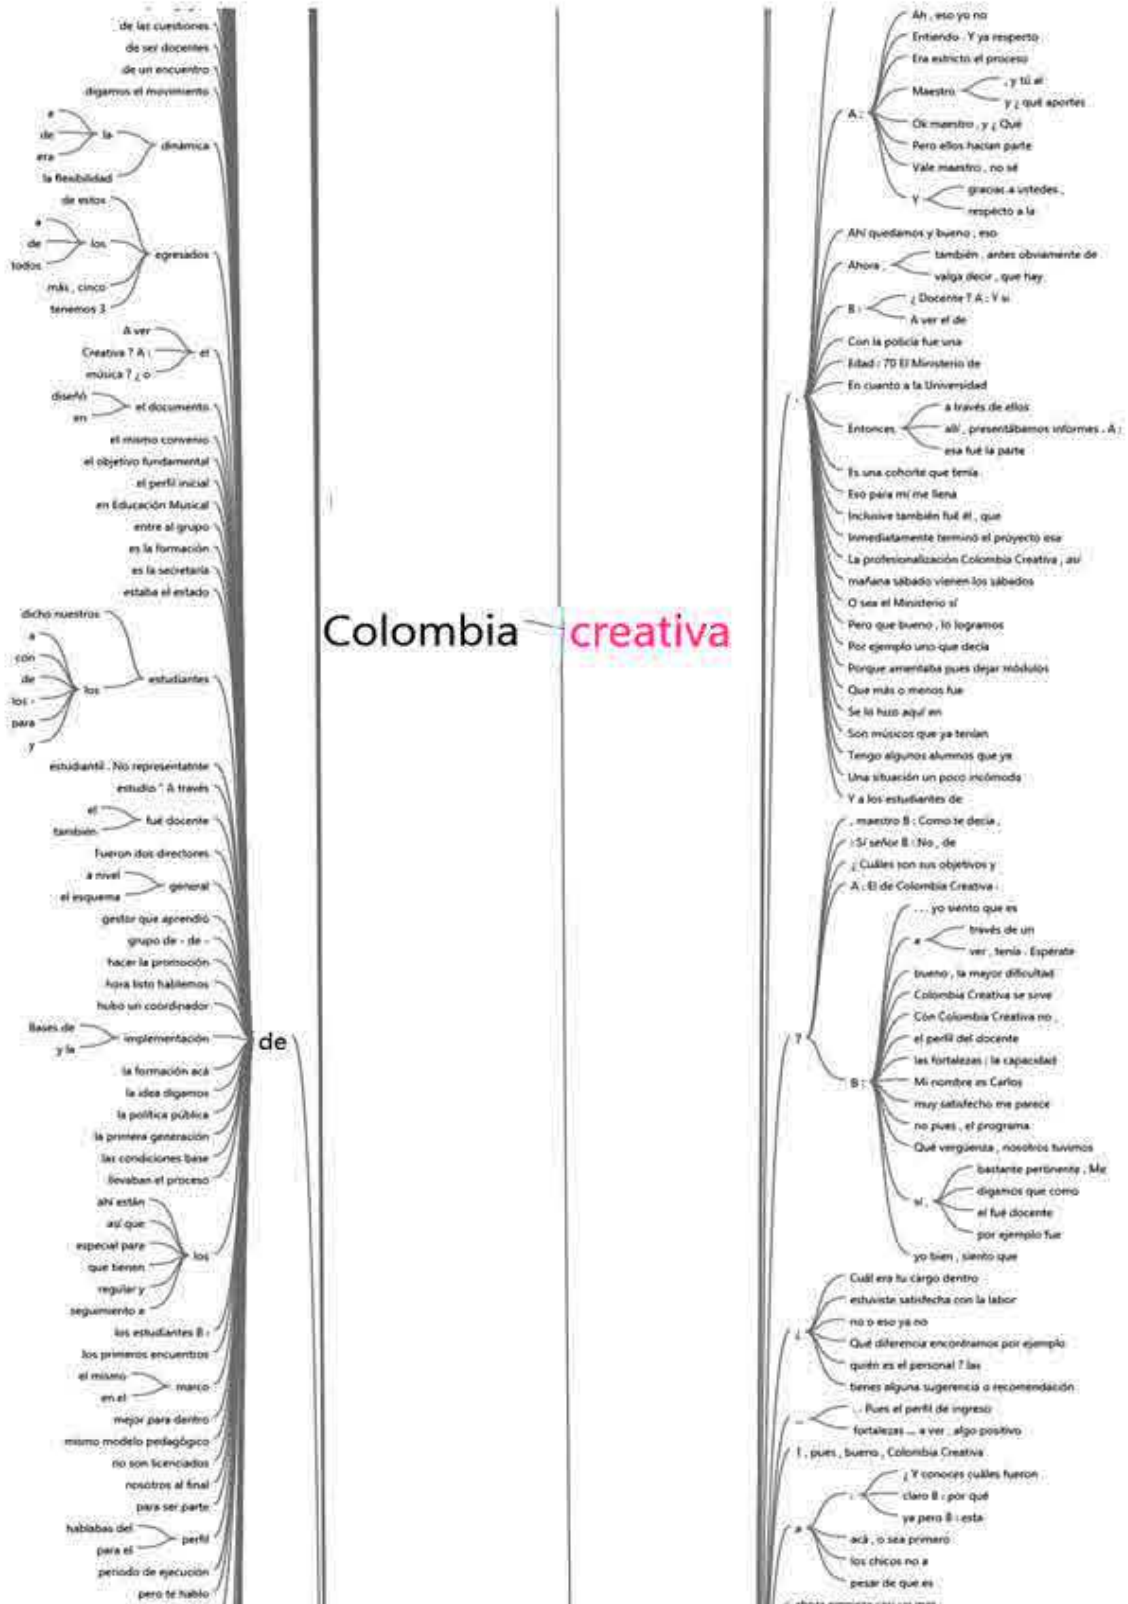 de las cuestiones
de ser docentes
de un encuentro
digamos el movimiento
a
de
era
la
dinámica
la flexibilidad
de estos
a
de
todos
los
egresados
más , cinco
tenemos 3
A ver
Creativa ? A :
música ? ¿ o
el
diseñó
en
el documento
el mismo convenio
el objetivo fundamental
el perfil inicial
en Educación Musical
entre al grupo
es la formación
es la secretaría
estaba el estado
dicho nuestros
a
con
de
los -
para
y
los
estudiantes
estudiantil . No representatnte
estudio " A través
el
también
fué docente
Fueron dos directores
a nivel
el esquema
general
gestor que aprendió
grupo de - de -
hacer la promoción
hora listo hablemos
hubo un coordinador
Bases de
y la
implementación
de
la formación acá
la idea digamos
la política pública
la primera generación
las condiciones base
llevaban el proceso
ahí están
así que
especial para
que tienen
regular y
seguimiento a
los
los estudiantes B :
los primeros encuentros
el mismo
en el
marco
mejor para dentro
mismo modelo pedagógico
no son licenciados
nosotros al final
para ser parte
hablabas del
para el
perfil
periodo de ejecución
pero te hablo
Colombia creativa
Ah , eso yo no
Entiendo . Y ya respecto
Era estricto el proceso
Maestro
, y tú al
y ¿ qué aportes
A :
Ok maestro , y ¿ Qué
Pero ellos hacían parte
Vale maestro , no sé
Y
gracias a ustedes ,
respecto a la
Ahí quedamos y bueno , eso
Ahora ,
también , antes obviamente de
valga decir , que hay
B :
¿ Docente ? A : Y si
A ver el de
Con la policía fue una
Edad : 70 El Ministerio de
En cuanto a la Universidad
.
Entonces
a través de ellos
allí , presentábamos informes . A :
esa fué la parte
Es una cohorte que tenía
Eso para mí me llena
Inclusive también fué él , que
Inmediatamente terminó el proyecto esa
La profesionalización Colombia Creativa , así
mañana sábado vienen los sábados
O sea el Ministerio sí
Pero que bueno , lo logramos
Por ejemplo uno que decía
Porque amentaba pues dejar módulos
Que más o menos fue
Se lo hizo aquí en
Son músicos que ya tenían
Tengo algunos alumnos que ya
Una situación un poco incómoda
Y a los estudiantes de
, maestro B : Como te decía ,
: Sí señor B : No , de
¿ Cuáles son sus objetivos y
A : El de Colombia Creativa :
?
B :
. . . yo siento que es
a
través de un
ver , tenía . Espérate
bueno , la mayor dificultad
Colombia Creativa se sirve
Con Colombia Creativa no ,
el perfil del docente
las fortalezas : la capacidad
Mi nombre es Carlos
muy satisfecho me parece
no pues , el programa
Qué vergüenza , nosotros tuvimos
sí ,
bastante pertinente , Me
digamos que como
el fué docente
por ejemplo fue
yo bien , siento que
¿
Cuál era tu cargo dentro
estuviste satisfecha con la labor
no o eso ya no
Qué diferencia encontramos por ejemplo
quién es el personal ? las
tienes alguna sugerencia o recomendación
...
. . Pues el perfil de ingreso
fortalezas ... a ver , algo positivo
, pues , bueno , Colombia Creativa
a
:
¿ Y conoces cuáles fueron
claro B : por qué
ya pero B : esta
acá , o sea primero
los chicos no a
pesar de que es